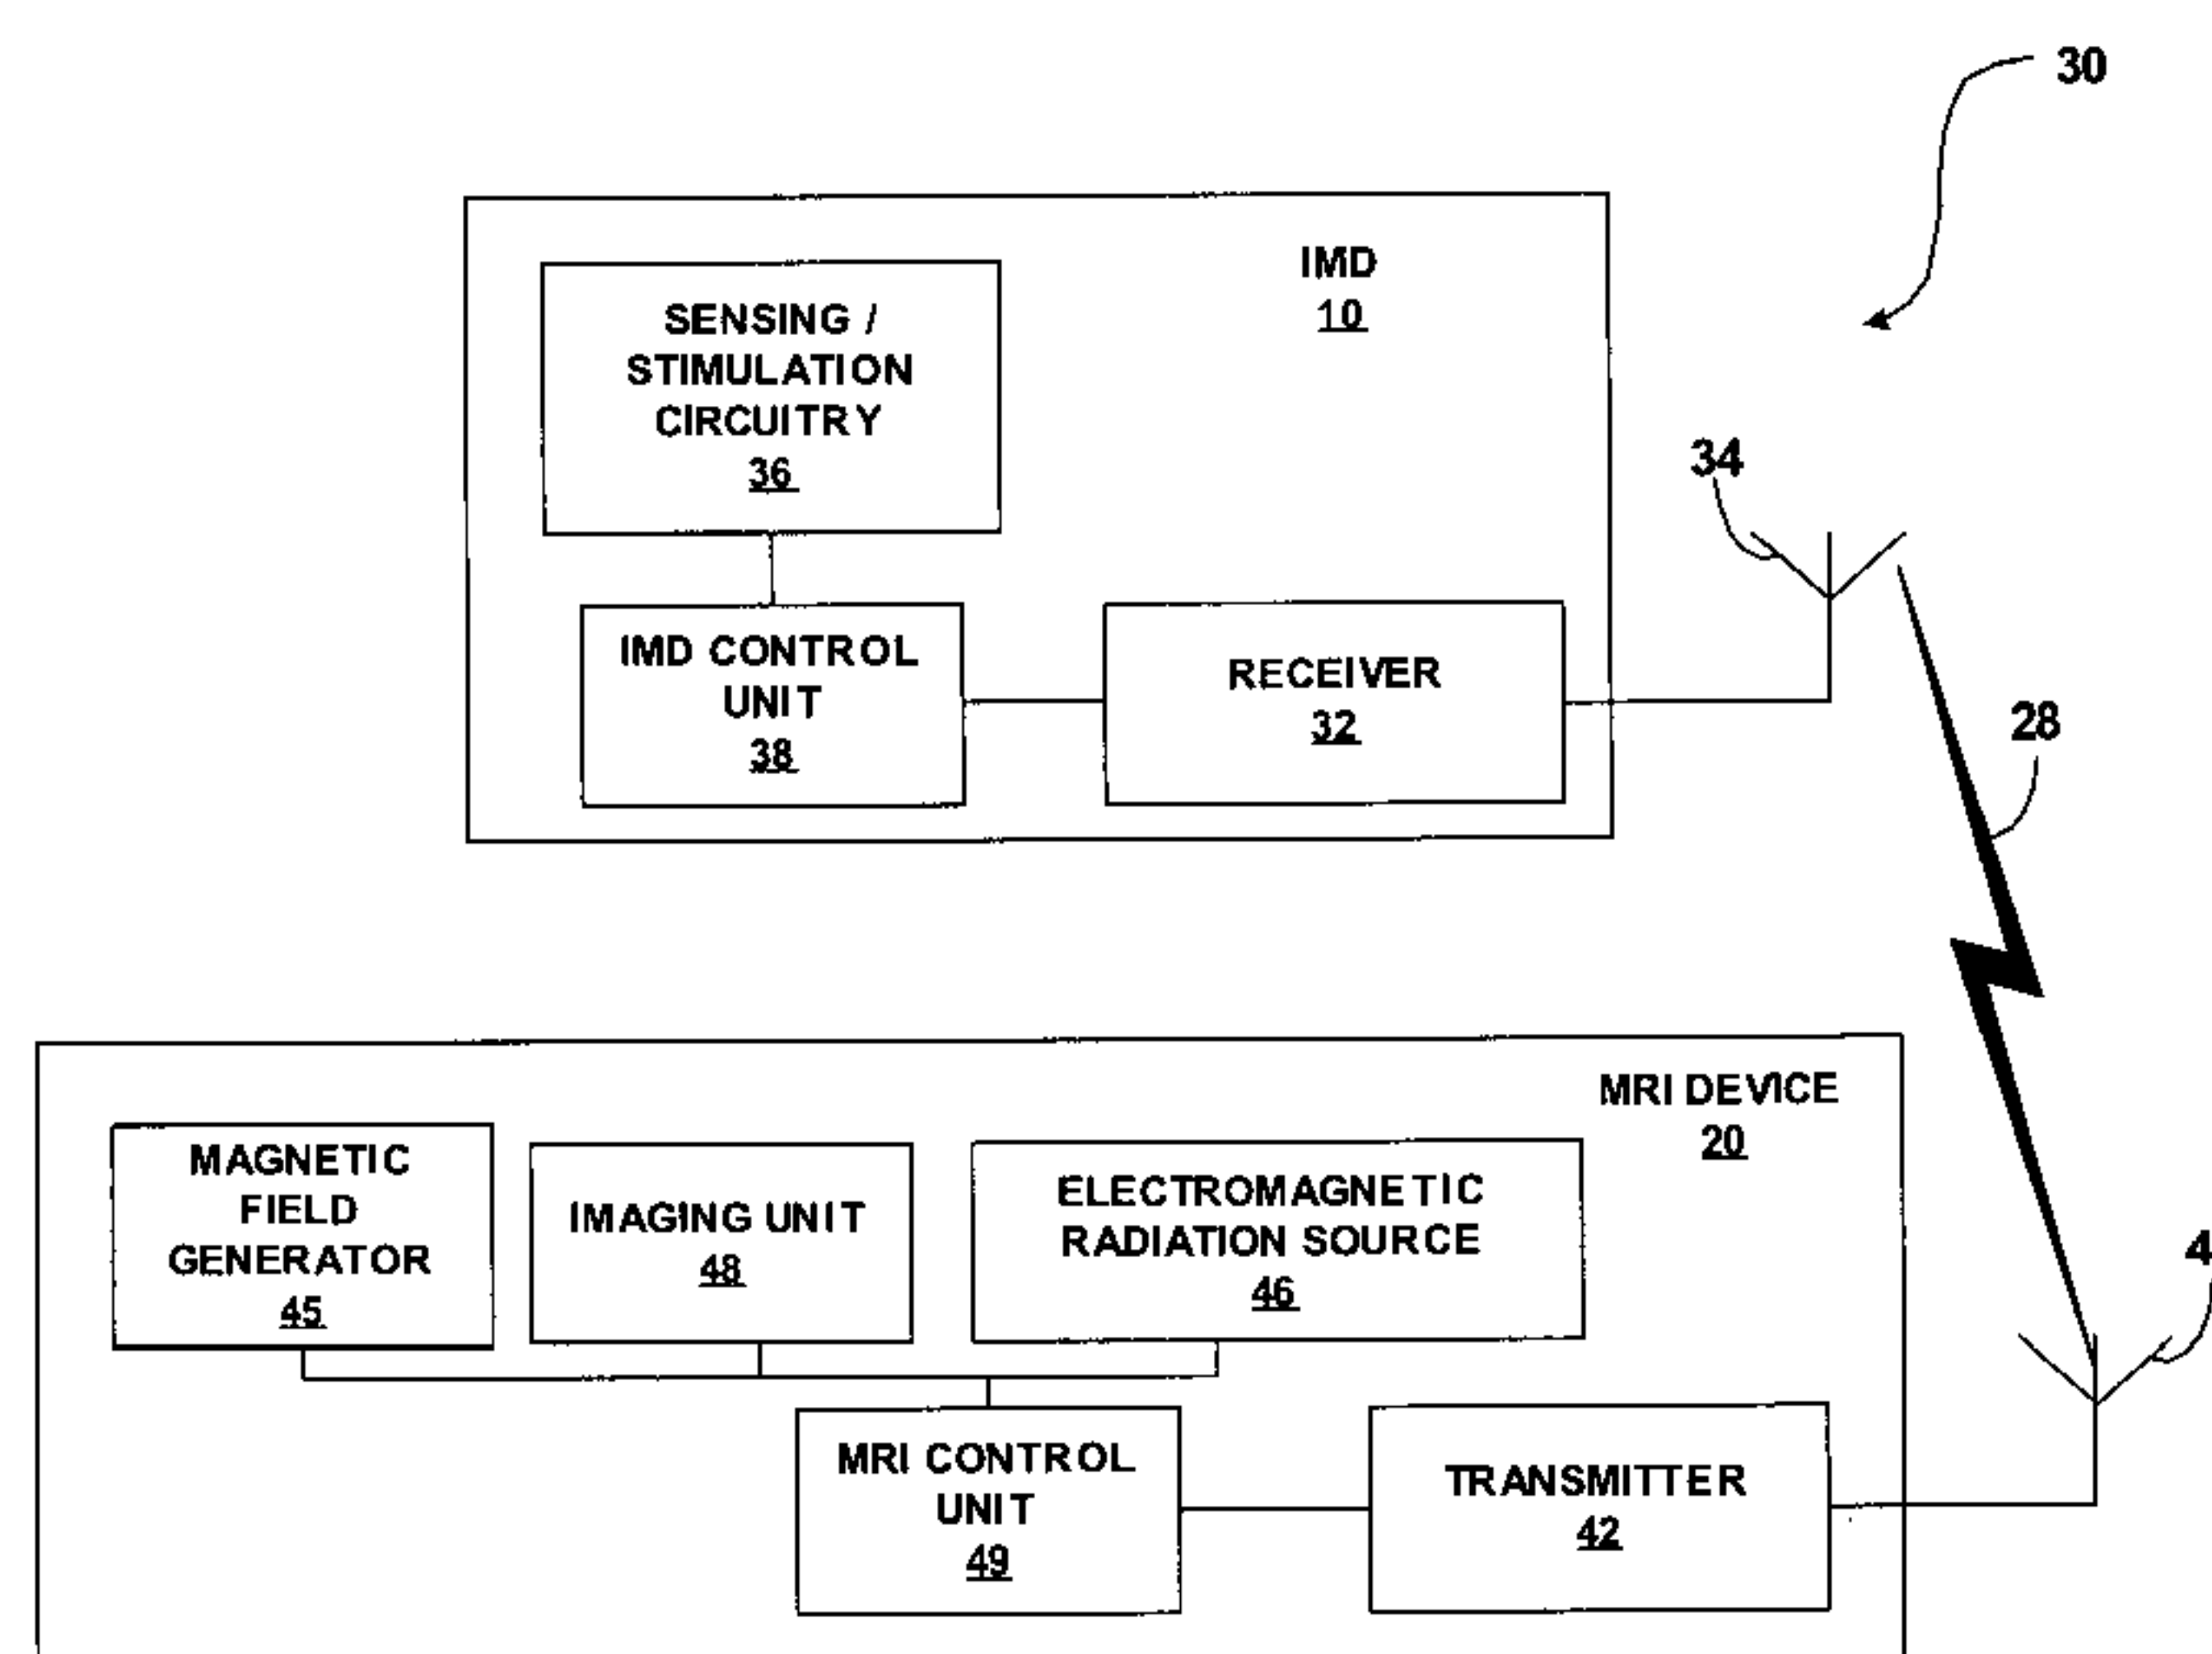 30
IMD
10
SENSING /
STIMULATION
CIRCUITRY
36
34
IMD CONTROL
UNIT
38
RECEIVER
32
28
MRI DEVICE
20
MAGNETIC
FIELD
GENERATOR
45
IMAGING UNIT
48
ELECTROMAGNETIC
RADIATION SOURCE
46
MRI CONTROL
UNIT
49
TRANSMITTER
42